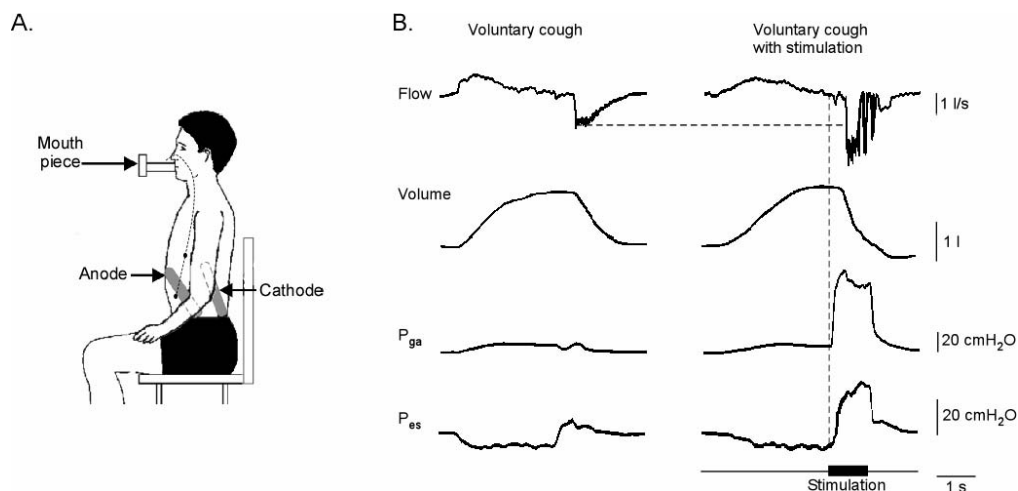 A.
Mouth
piece
Anode
Cathode
B.
Voluntary cough
Voluntary cough
with stimulation
Flow
1 l/s
Volume
1 l
Pga
20 cmH2O
Pes
20 cmH2O
Stimulation
1 s